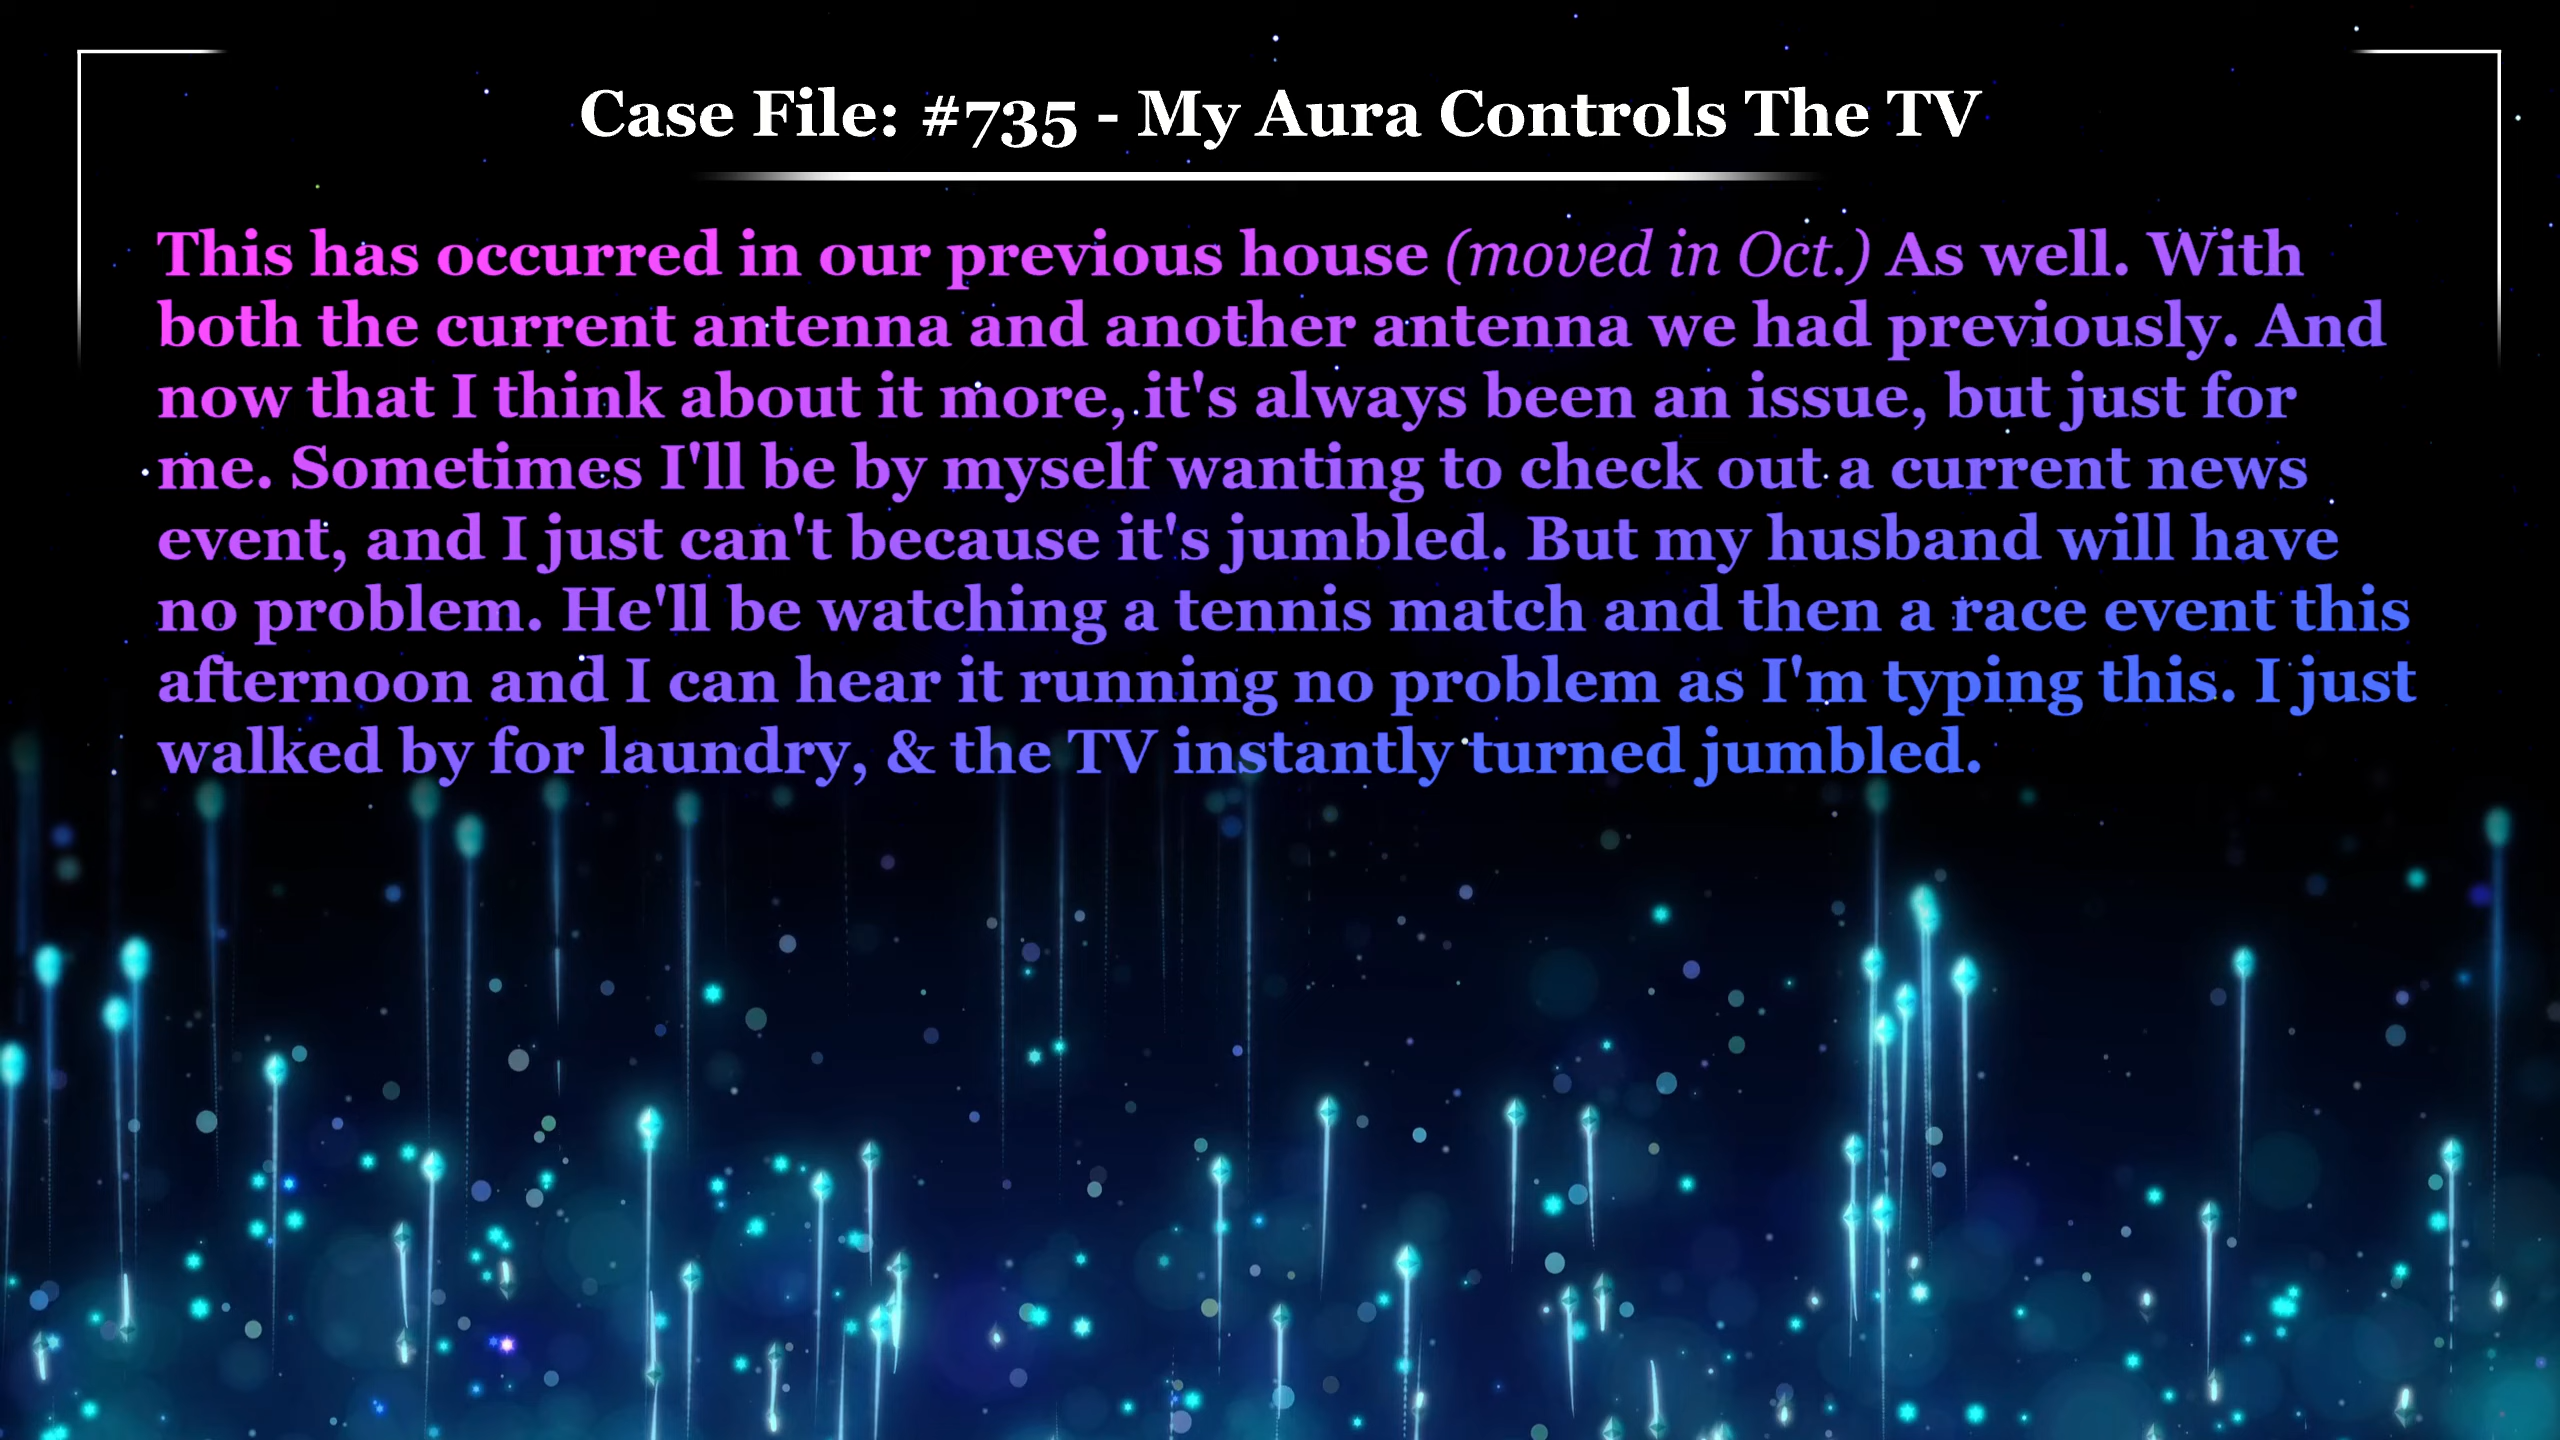 Case File: #735 - My Aura Controls The TV
This has occurred in our previous house (moved in Oct.) As well. With
both the current antenna and another antenna we had previously. And
now that I think about it more, it's always been an issue, but just for
me. Sometimes I'll be by myself wanting to check out a current news
event, and I just can't because it's jumbled. But my husband will have
no problem. He'll be watching a tennis match and then a race event this
afternoon and I can hear it running no problem as I'm typing this. I just
walked by for laundry, & the TV instantly turned jumbled.